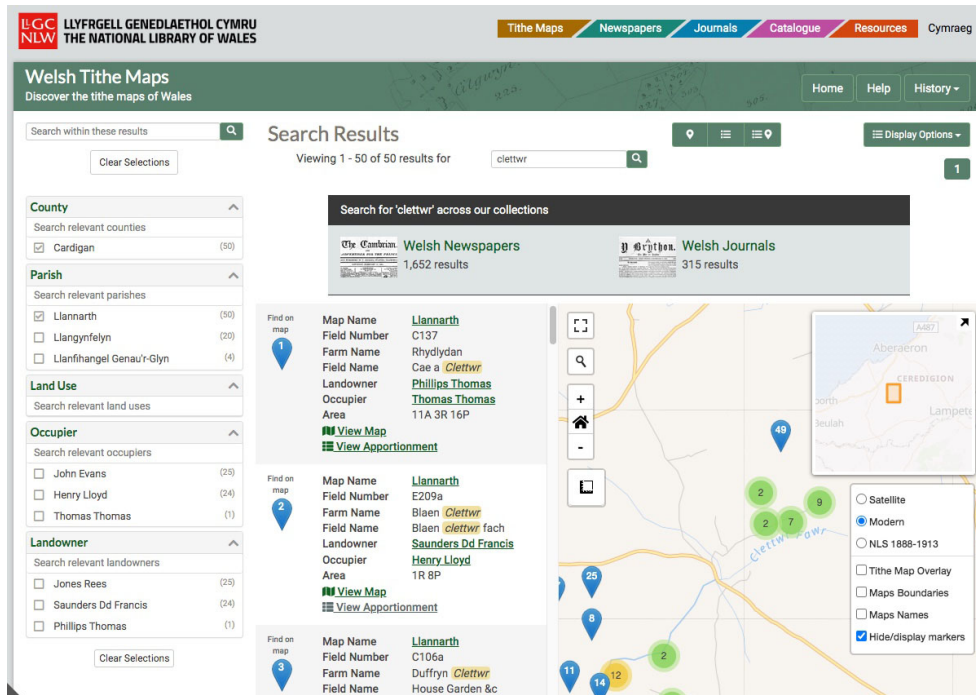 LLGC
NLW
LLYFRGELL GENEDLAETHOL CYMRU
THE NATIONAL LIBRARY OF WALES
Tithe Maps Newspapers Journals Catalogue Resources Cymraeg
Welsh Tithe Maps
Discover the tithe maps of Wales
Home Help History
Search within these results
Clear Selections
Search Results
Viewing 1 - 50 of 50 results for clettwr
Display Options
1
County
Search relevant counties
Cardigan (50)
Parish
Search relevant parishes
Llannarth (50)
Llangynfelyn (20)
Llanfihangel Genau'r-Glyn (4)
Land Use
Search relevant land uses
Occupier
Search relevant occupiers
John Evans (25)
Henry Lloyd (24)
Thomas Thomas (1)
Landowner
Search relevant landowners
Jones Rees (25)
Saunders Dd Francis (24)
Phillips Thomas (1)
Clear Selections
Search for 'clettwr' across our collections
The Cambrian.
Welsh Newspapers
1,652 results
Y Brython.
Welsh Journals
315 results
Find on
map
1
Map Name Llannarth
Field Number C137
Farm Name Rhydlydan
Field Name Cae a Clettwr
Landowner Phillips Thomas
Occupier Thomas Thomas
Area 11A 3R 16P
View Map
View Apportionment
Find on
map
2
Map Name Llannarth
Field Number E209a
Farm Name Blaen Clettwr
Field Name Blaen clettwr fach
Landowner Saunders Dd Francis
Occupier Henry Lloyd
Area 1R 8P
View Map
View Apportionment
Find on
map
3
Map Name Llannarth
Field Number C106a
Farm Name Duffryn Clettwr
Field Name House Garden &c
+
-
49
2
9
2
7
Clettwr Fawr
25
8
2
11
14
12
A487
Aberaeron
CEREDIGION
Lampete
Beulah
Satellite
Modern
NLS 1888-1913
Tithe Map Overlay
Maps Boundaries
Maps Names
Hide/display markers